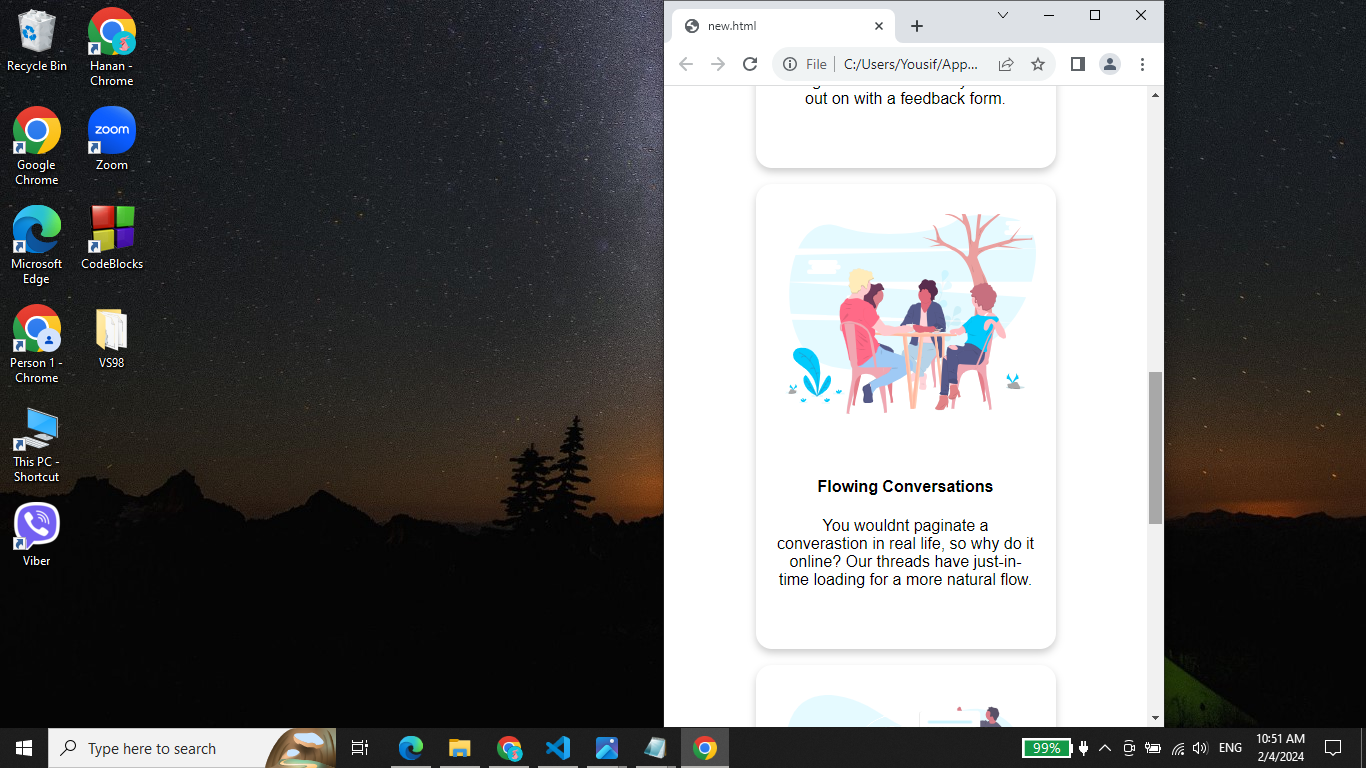 Recycle Bin
Hanan -
Chrome
Google
Chrome
zoom
Zoom
Microsoft
Edge
CodeBlocks
Person 1 -
Chrome
VS98
This PC -
Shortcut
Viber
new.html
File
C:/Users/Yousif/App...
out on with a feedback form.
Flowing Conversations
You wouldnt paginate a
converastion in real life, so why do it
online? Our threads have just-in-
time loading for a more natural flow.
Type here to search
99%
ENG
10:51 AM
2/4/2024